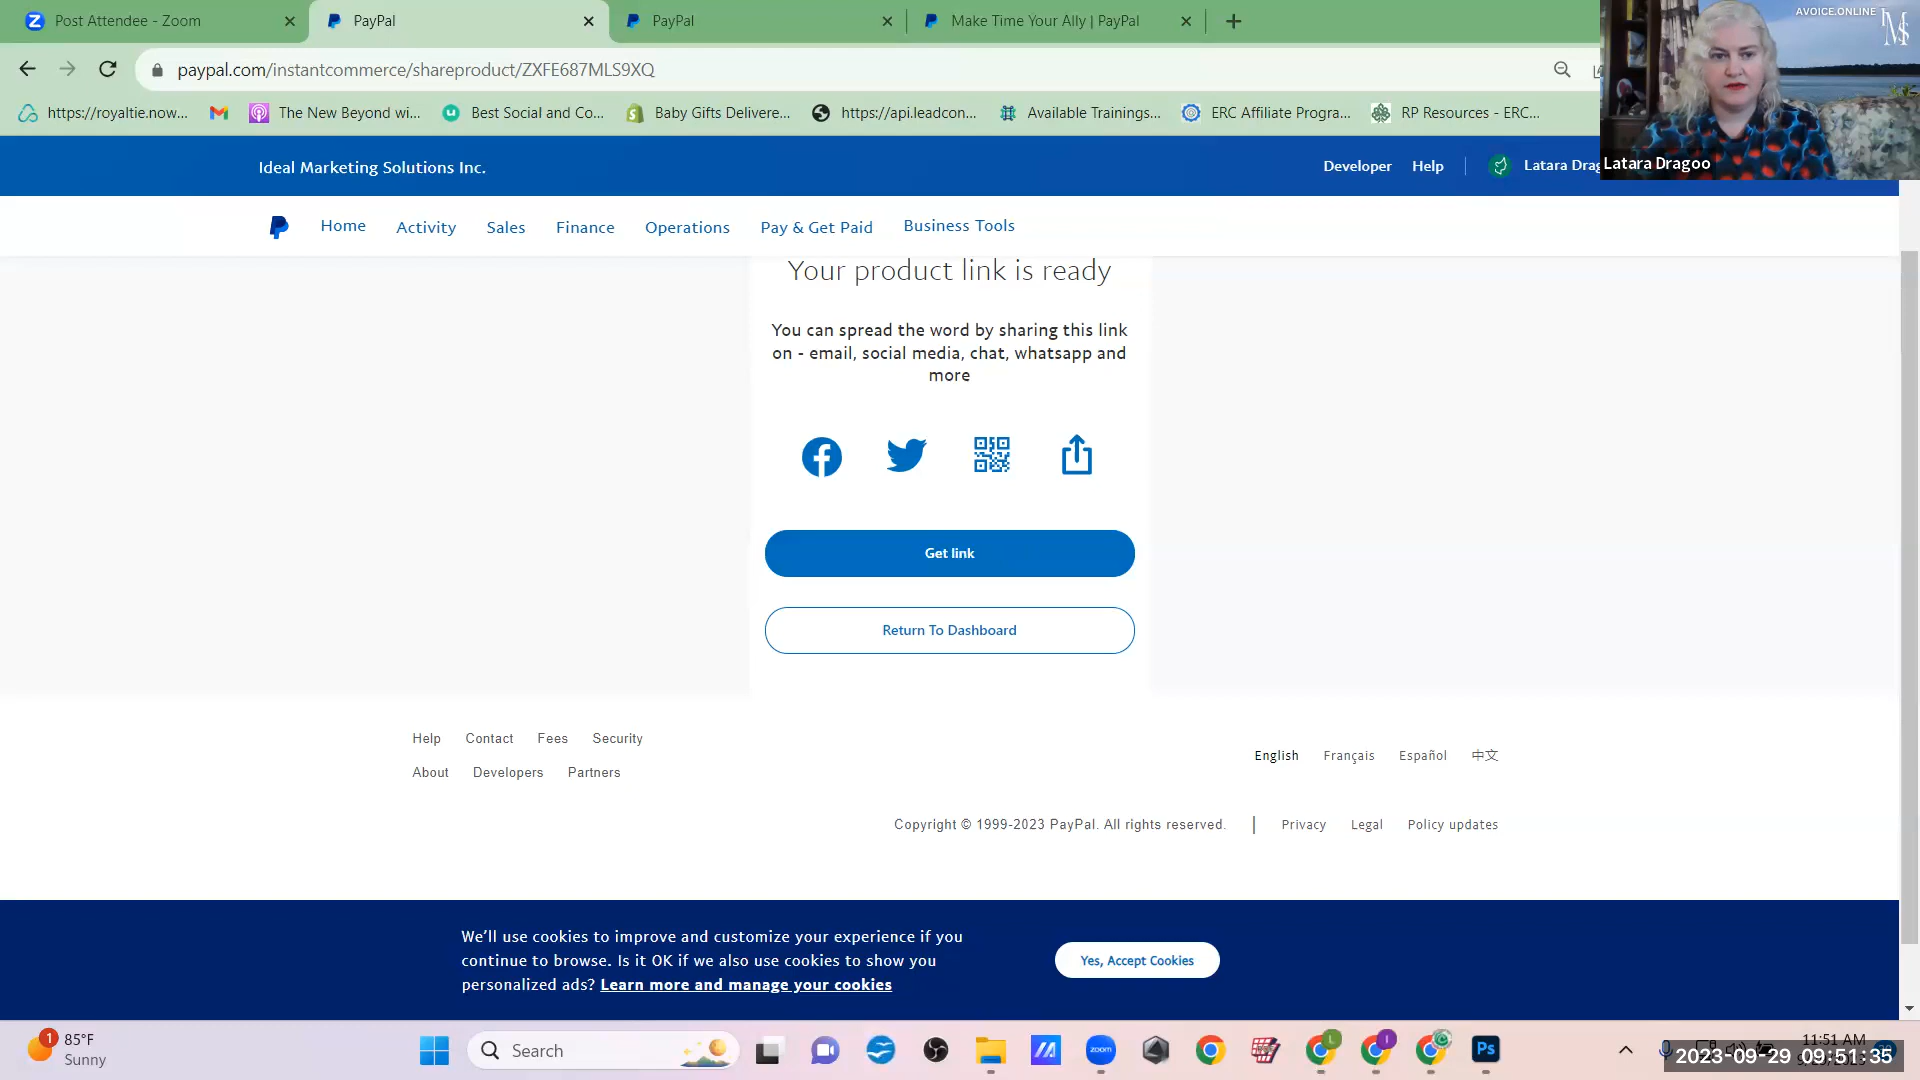 Post Attendee - Zoom
PayPal
PayPal
Make Time Your Ally | PayPal
paypal.com/instantcommerce/shareproduct/ZXFE687MLS9XQ
https://royaltie.now...
The New Beyond wi...
Best Social and Co...
Baby Gifts Delivere...
https://api.leadcon...
Available Trainings...
ERC Affiliate Progra...
RP Resources - ERC...
AVOICE.ONLINE
Latara Dragoo
Ideal Marketing Solutions Inc.
Developer
Help
Latara Drag
Home
Activity
Sales
Finance
Operations
Pay & Get Paid
Business Tools
Your product link is ready
You can spread the word by sharing this link
on - email, social media, chat, whatsapp and
more
Get link
Return To Dashboard
Help Contact Fees Security
About Developers Partners
English Français Español 中文
Copyright © 1999-2023 PayPal. All rights reserved. | Privacy Legal Policy updates
We'll use cookies to improve and customize your experience if you
continue to browse. Is it OK if we also use cookies to show you
personalized ads? Learn more and manage your cookies
Yes, Accept Cookies
1
85°F
Sunny
Search
zoom
L
I
Ps
11:51 AM
2023-09-29 09:51:35